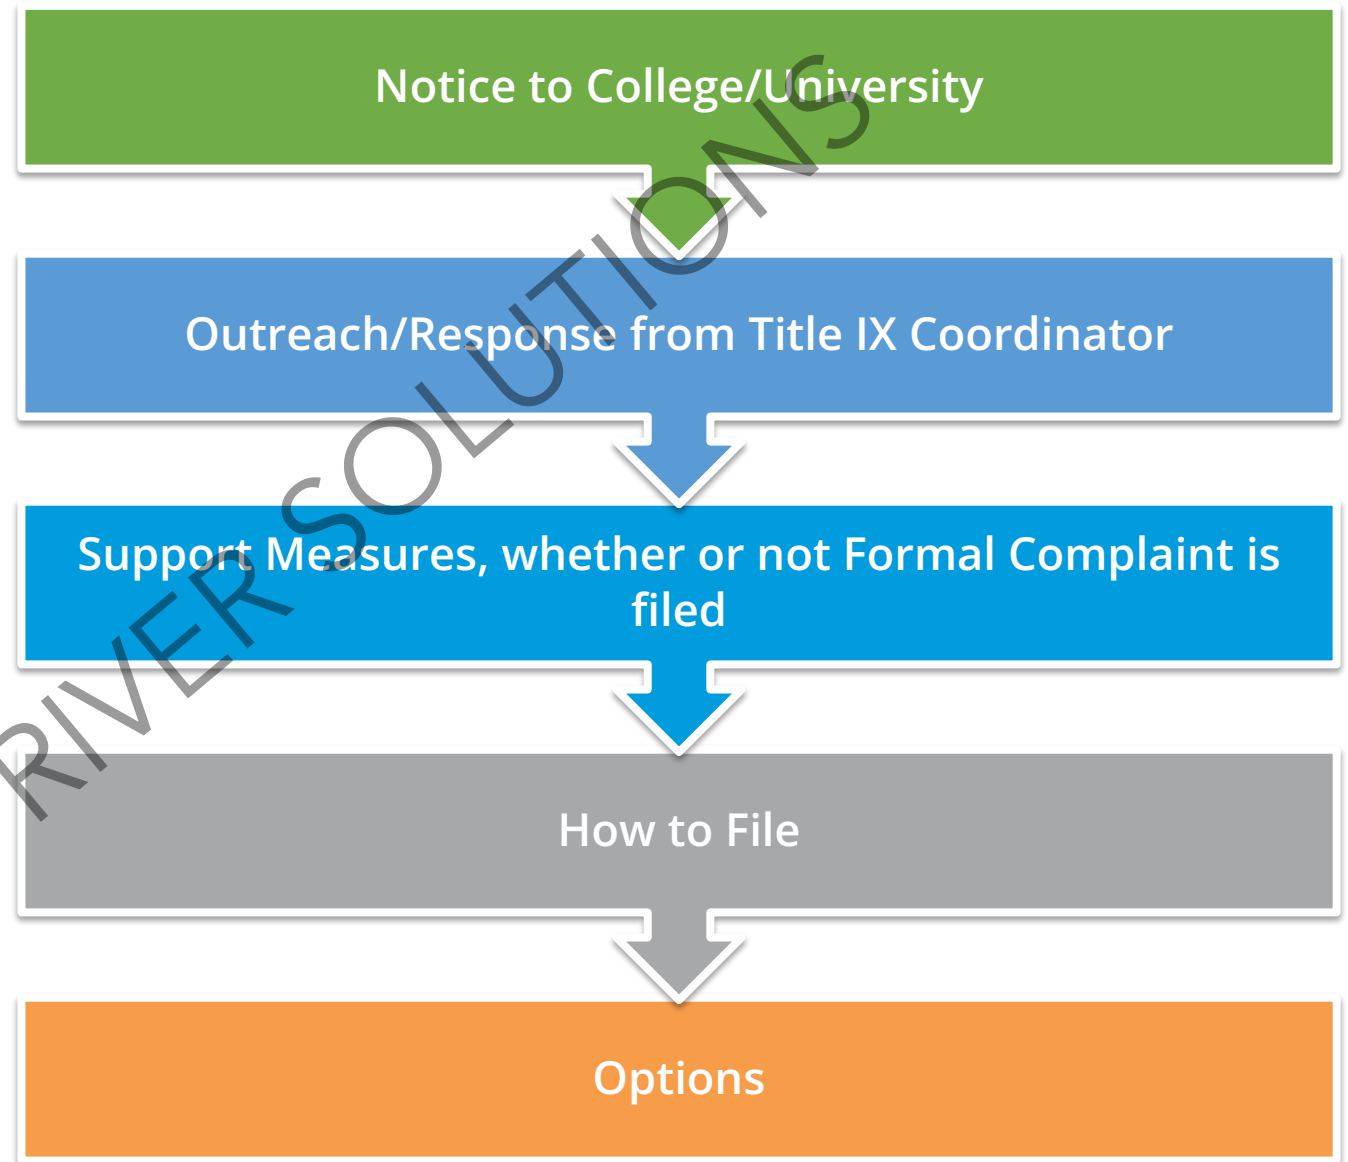 Notice to College/University
Outreach/Response from Title IX Coordinator
Support Measures, whether or not Formal Complaint is
filed
How to File
Options
RIVER SOLUTIONS